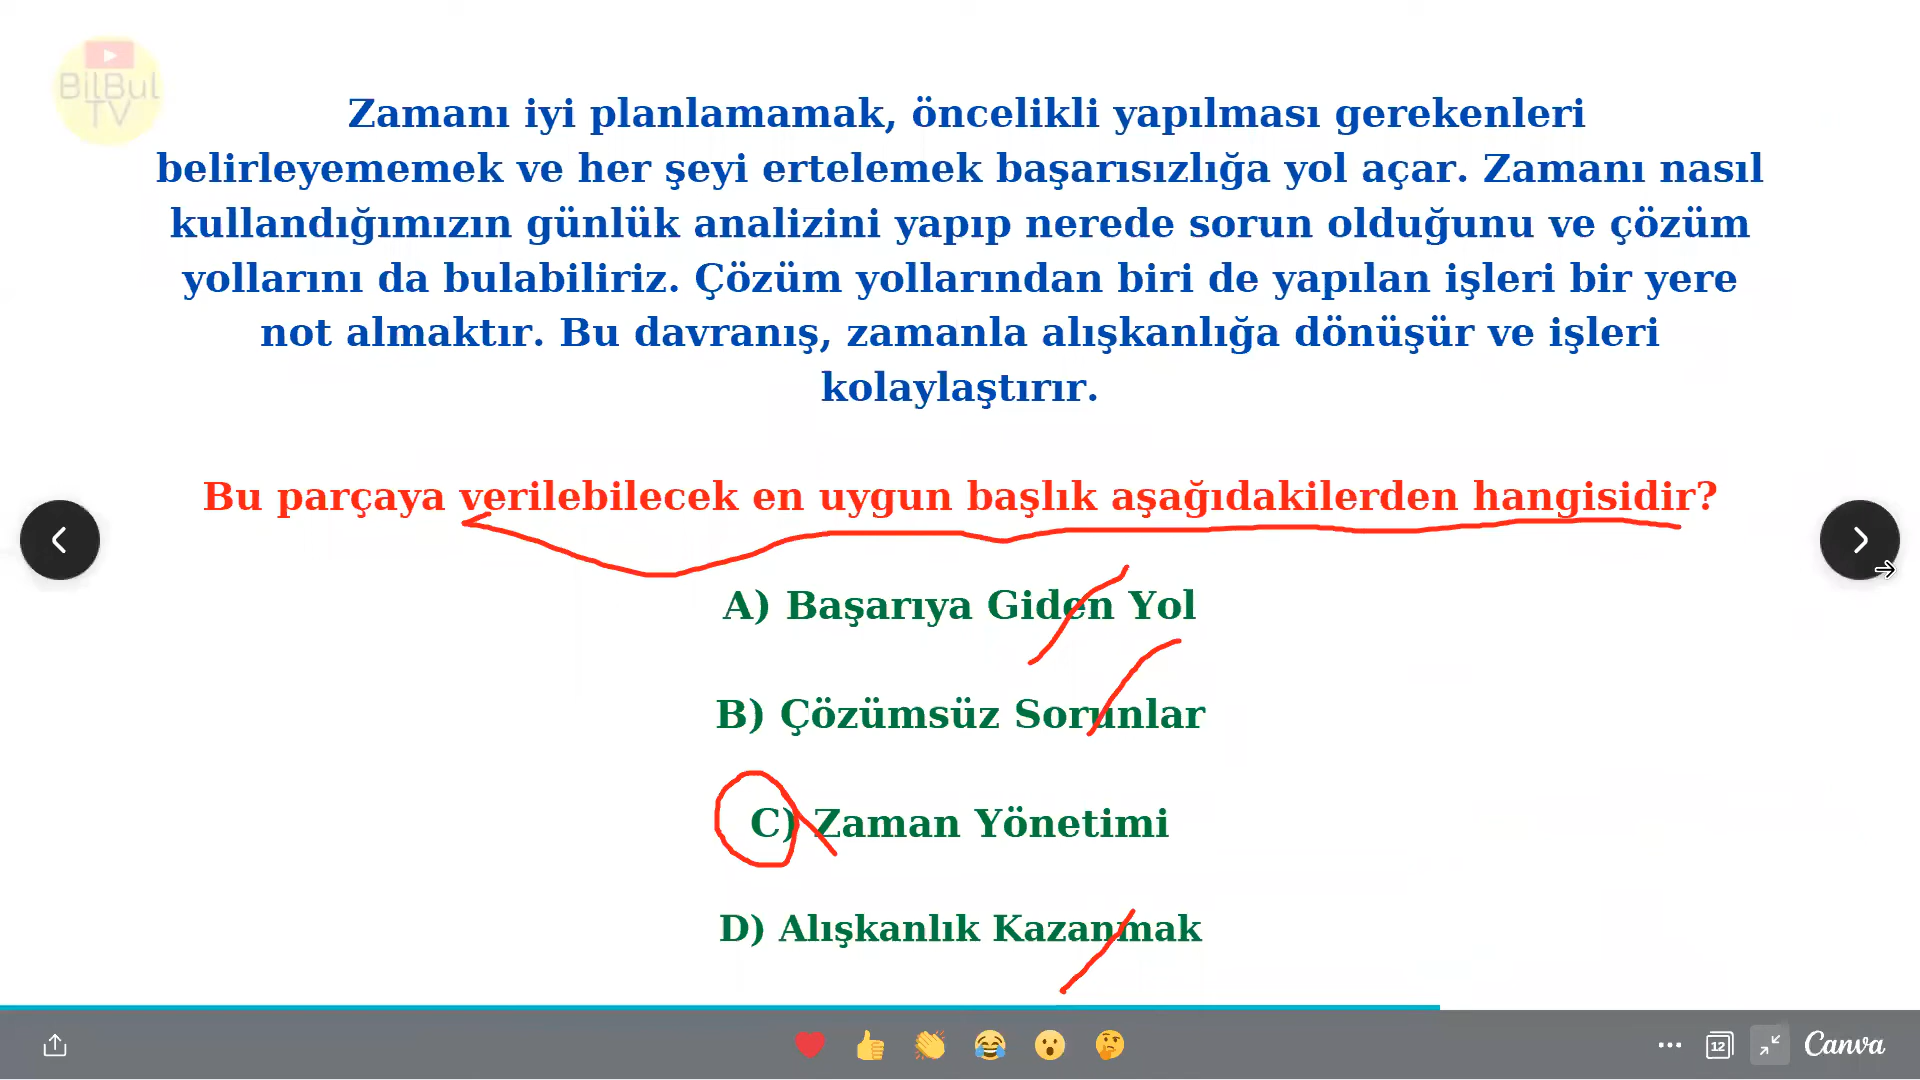 BilBul
TV
Zamanı iyi planlamamak, öncelikli yapılması gerekenleri
belirleyememek ve her şeyi ertelemek başarısızlığa yol açar. Zamanı nasıl
kullandığımızın günlük analizini yapıp nerede sorun olduğunu ve çözüm
yollarını da bulabiliriz. Çözüm yollarından biri de yapılan işleri bir yere
not almaktır. Bu davranış, zamanla alışkanlığa dönüşür ve işleri
kolaylaştırır.
Bu parçaya verilebilecek en uygun başlık aşağıdakilerden hangisidir?
A) Başarıya Giden Yol
B) Çözümsüz Sorunlar
C) Zaman Yönetimi
D) Alışkanlık Kazanmak
12
Canva